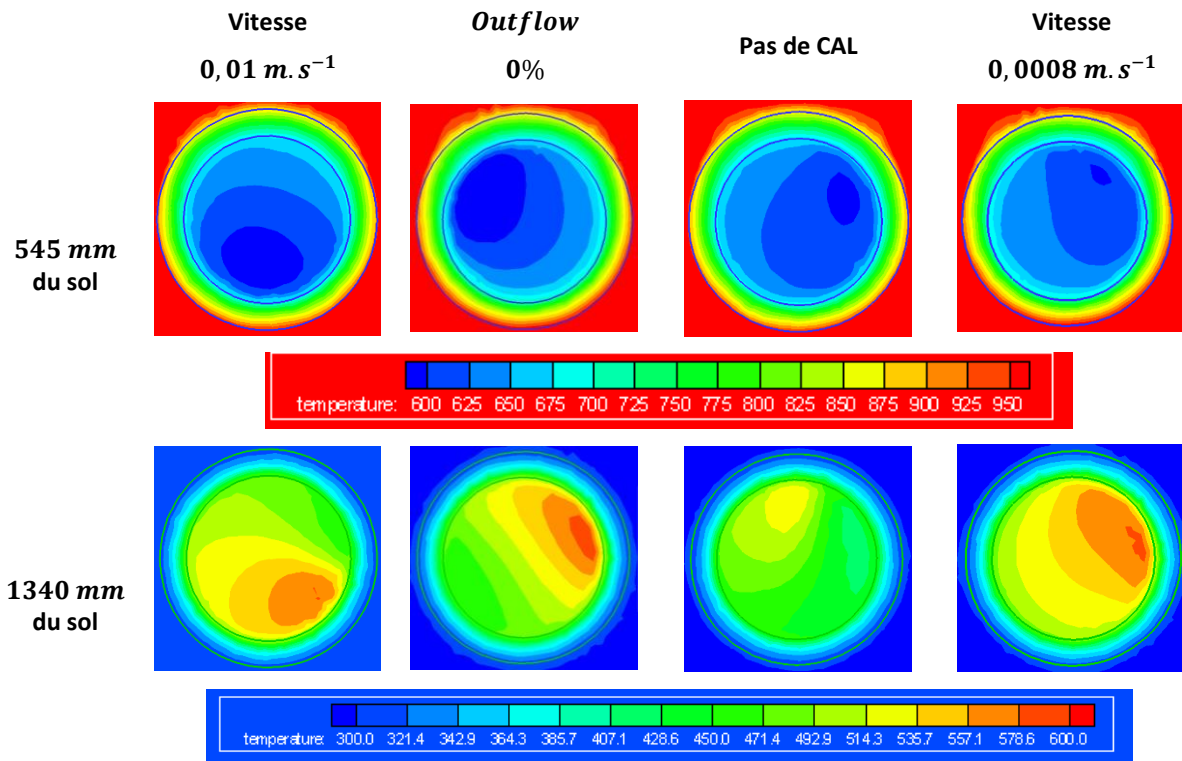 Vitesse
0, 01 m. s⁻¹
Outflow
0%
Pas de CAL
Vitesse
0, 0008 m. s⁻¹
545 mm
du sol
temperature: 600 625 650 675 700 725 750 775 800 825 850 875 900 925 950
1340 mm
du sol
temperature: 300.0 321.4 342.9 364.3 385.7 407.1 428.6 450.0 471.4 492.9 514.3 535.7 557.1 578.6 600.0